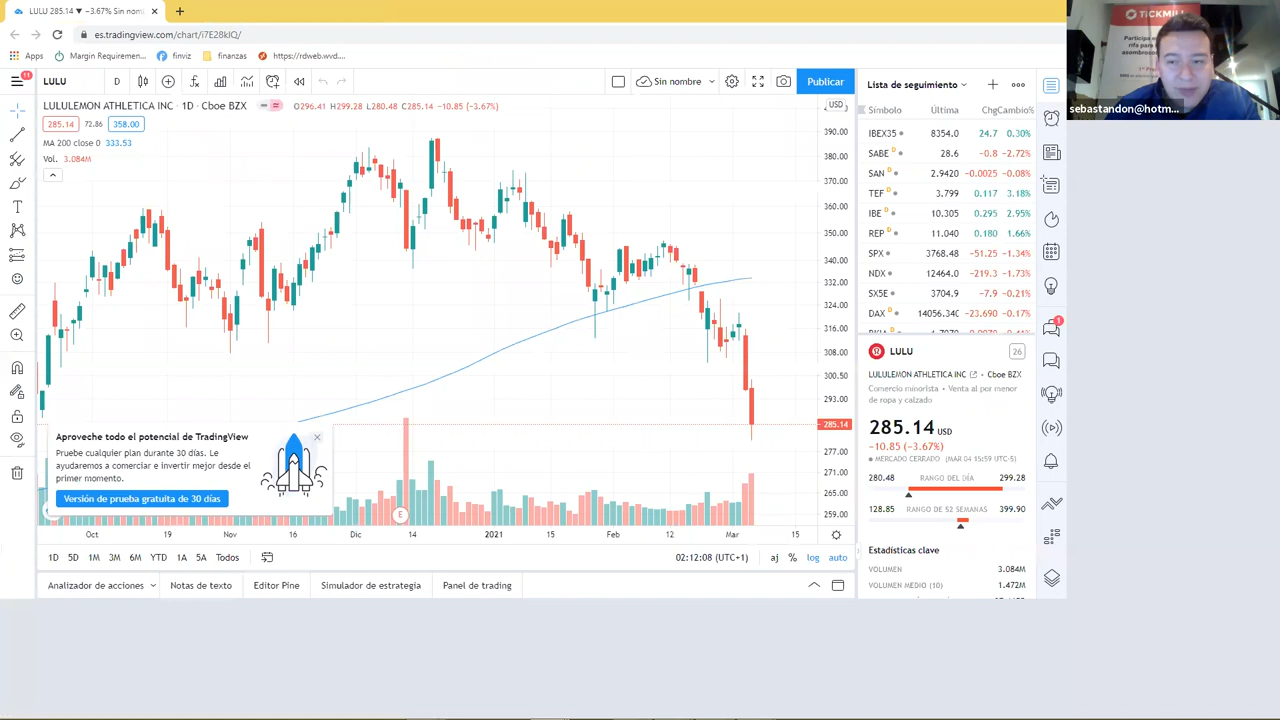 LULU 285.14 ▼ −3.67% Sin nom
es.tradingview.com/chart/i7E28kIQ/
Apps
Margin Requiremen...
finviz
finanzas
https://rdweb.wvd....
11
LULU
D
Sin nombre
Publicar
LULULEMON ATHLETICA INC · 1D · Cboe BZX
O296.41 H299.28 L280.48 C285.14 −10.85 (−3.67%)
285.14 72.86 358.00
MA 200 close 0 333.53
Vol. 3.084M
USD
390.00
380.00
370.00
360.00
350.00
340.00
332.00
324.00
316.00
308.00
300.50
293.00
285.14
277.00
271.00
265.00
259.00
Aproveche todo el potencial de TradingView
Pruebe cualquier plan durante 30 días. Le
ayudaremos a comerciar e invertir mejor desde el
primer momento.
Versión de prueba gratuita de 30 días
E
Oct 19 Nov 16 Dic 14 2021 15 Feb 12 Mar 15
1D 5D 1M 3M 6M YTD 1A 5A Todos
02:12:08 (UTC+1) aj % log auto
Analizador de acciones
Notas de texto
Editor Pine
Simulador de estrategia
Panel de trading
Lista de seguimiento
Símbolo Última Chg Cambio%
IBEX35 8354.0 24.7 0.30%
SABE D 28.6 −0.8 −2.72%
SAN D 2.9420 −0.0025 −0.08%
TEF D 3.799 0.117 3.18%
IBE D 10.305 0.295 2.95%
REP D 11.040 0.180 1.66%
SPX 3768.48 −51.25 −1.34%
NDX 12464.0 −219.3 −1.73%
SX5E 3704.9 −7.9 −0.21%
DAX 14056.340 −23.690 −0.17%
LULU
26
LULULEMON ATHLETICA INC · Cboe BZX
Comercio minorista • Venta al por menor
de ropa y calzado
285.14 USD
−10.85 (−3.67%)
MERCADO CERRADO (MAR 04 15:59 UTC-5)
280.48 RANGO DEL DÍA 299.28
128.85 RANGO DE 52 SEMANAS 399.90
Estadísticas clave
VOLUMEN 3.084M
VOLUMEN MEDIO (10) 1.472M
1
TICKMILL
Participa e
rifa para
asombroso
sebastandon@hotm...